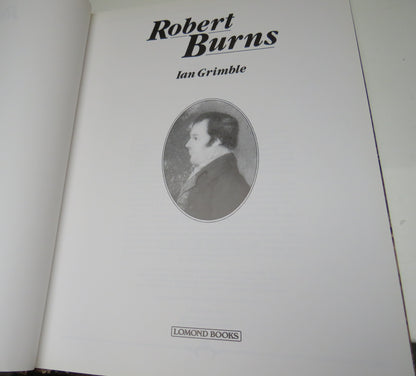 Robert
Burns
Ian Grimble
LOMOND BOOKS